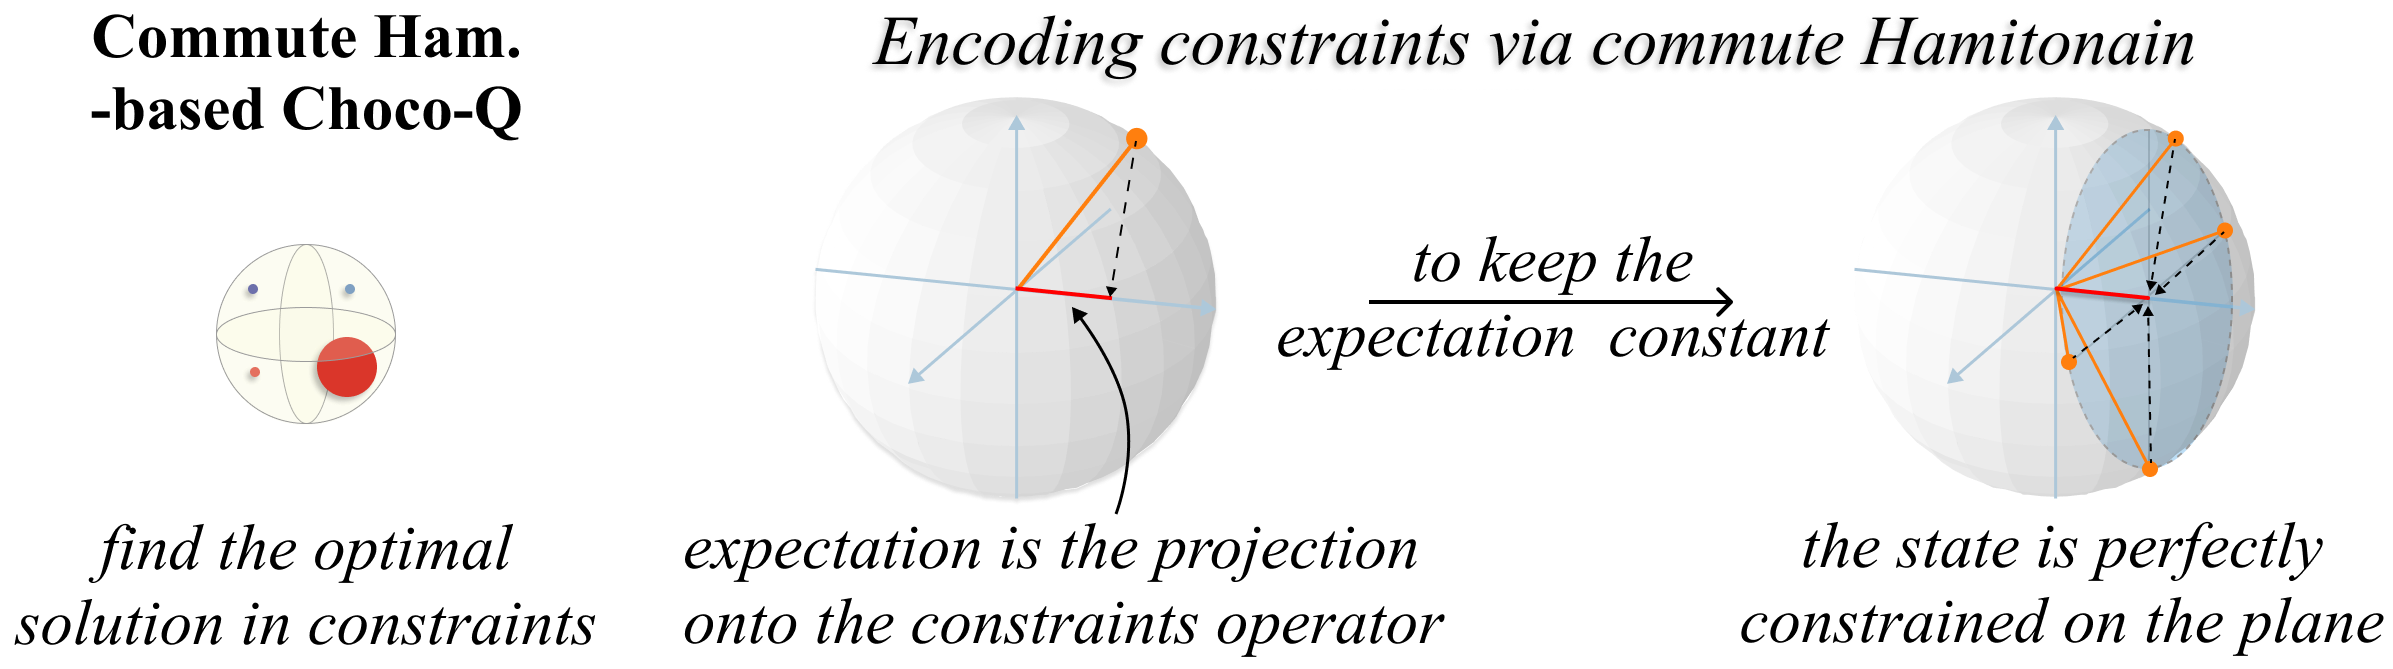 Commute Ham.
-based Choco-Q
find the optimal
solution in constraints
Encoding constraints via commute Hamitonain
expectation is the projection
onto the constraints operator
to keep the
expectation constant
the state is perfectly
constrained on the plane